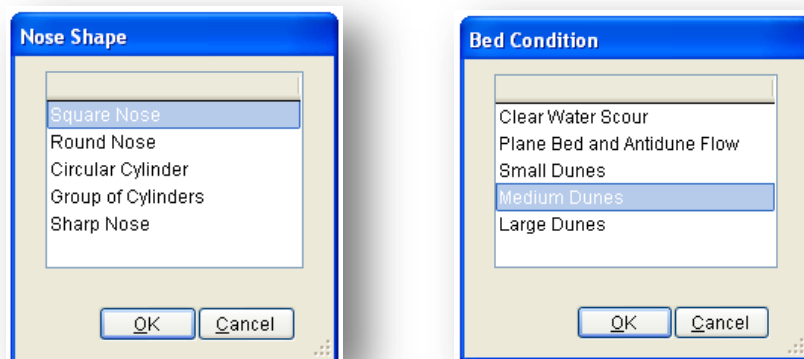 Nose Shape
Square Nose
Round Nose
Circular Cylinder
Group of Cylinders
Sharp Nose
OK Cancel
Bed Condition
Clear Water Scour
Plane Bed and Antidune Flow
Small Dunes
Medium Dunes
Large Dunes
OK Cancel